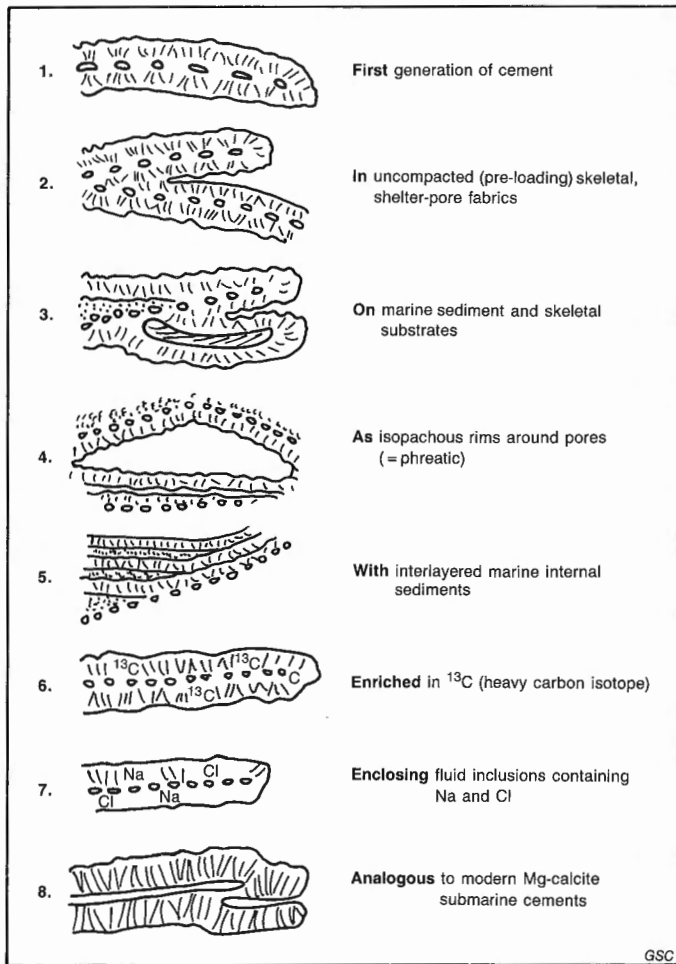 1. First generation of cement
2. In uncompacted (pre-loading) skeletal,
shelter-pore fabrics
3. On marine sediment and skeletal
substrates
4. As isopachous rims around pores
(= phreatic)
5. With interlayered marine internal
sediments
¹³C ¹³C
6. C Enriched in ¹³C (heavy carbon isotope)
¹³C
Na Cl
7. Enclosing fluid inclusions containing
Cl Na Na and Cl
8. Analogous to modern Mg-calcite
submarine cements
GSC